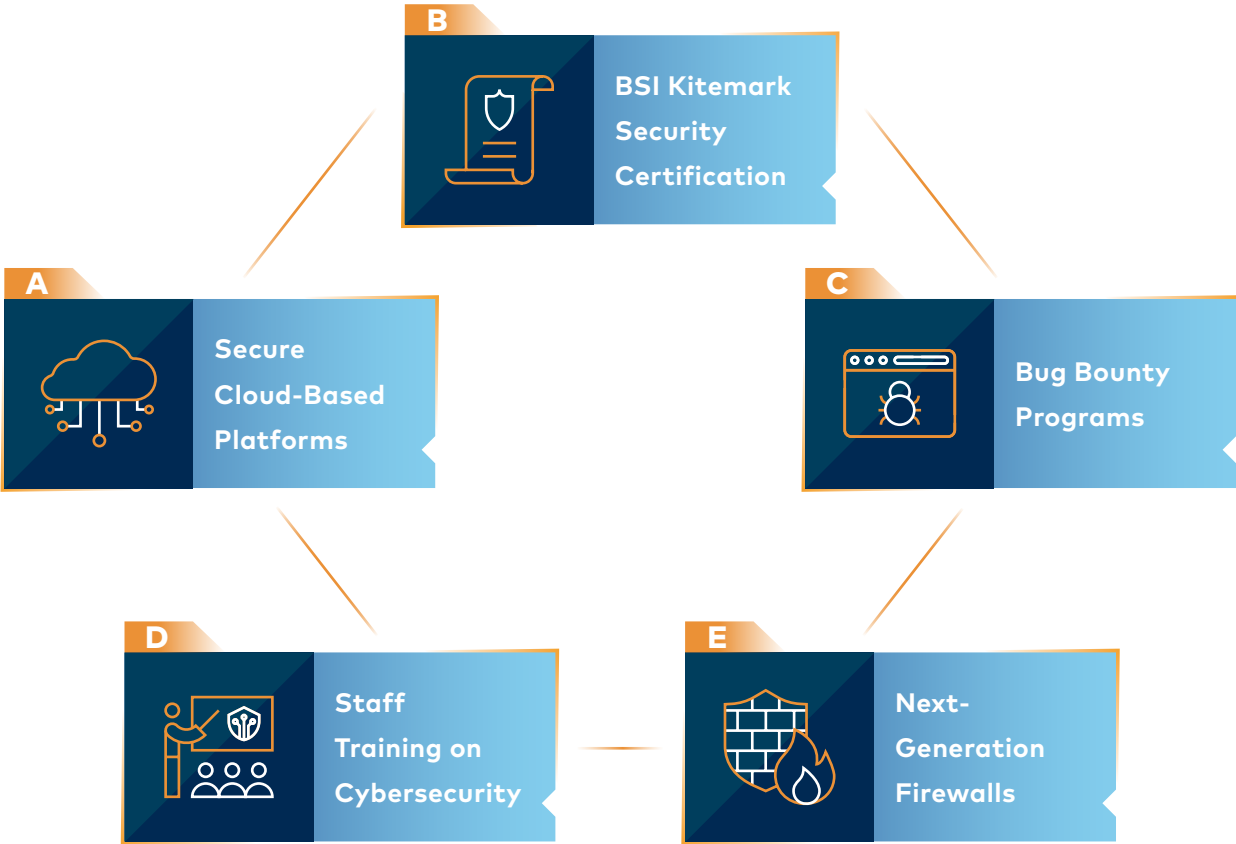 B
BSI Kitemark
Security
Certification
A
Secure
Cloud-Based
Platforms
C
Bug Bounty
Programs
D
Staff
Training on
Cybersecurity
E
Next-
Generation
Firewalls